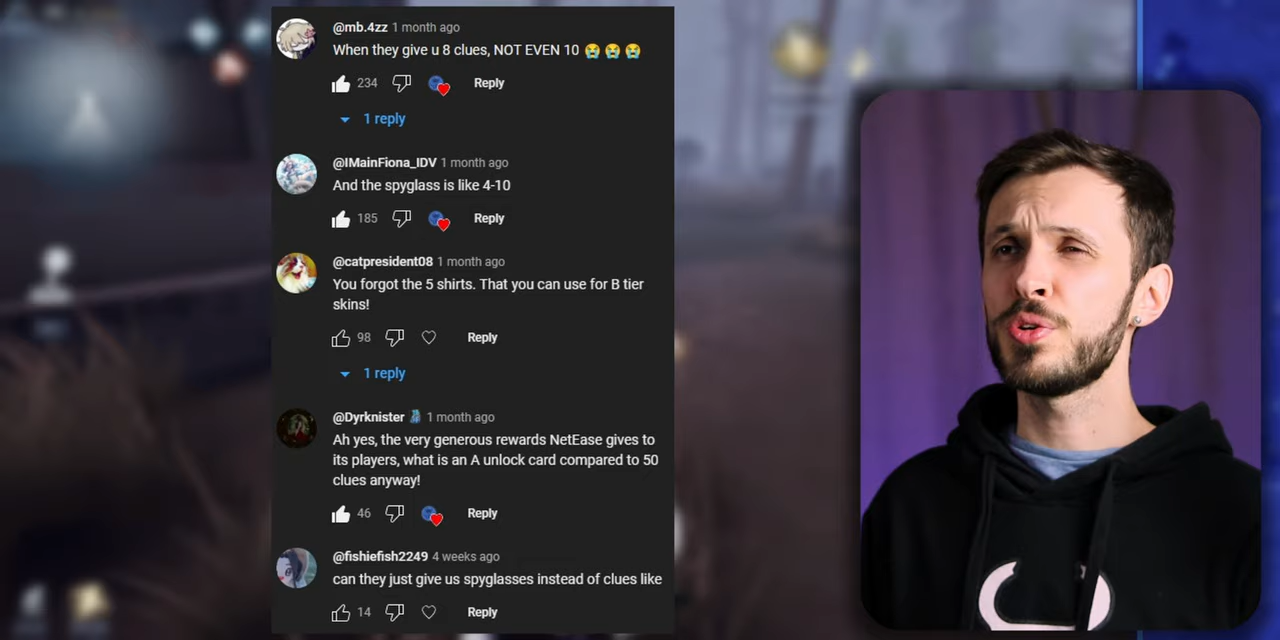 @mb.4zz 1 month ago
When they give u 8 clues, NOT EVEN 10 😭 😭 😭
234 Reply
1 reply
@IMainFiona_IDV 1 month ago
And the spyglass is like 4-10
185 Reply
@catpresident08 1 month ago
You forgot the 5 shirts. That you can use for B tier
skins!
98 Reply
1 reply
@Dyrknister 1 month ago
Ah yes, the very generous rewards NetEase gives to
its players, what is an A unlock card compared to 50
clues anyway!
46 Reply
@fishiefish2249 4 weeks ago
can they just give us spyglasses instead of clues like
14 Reply